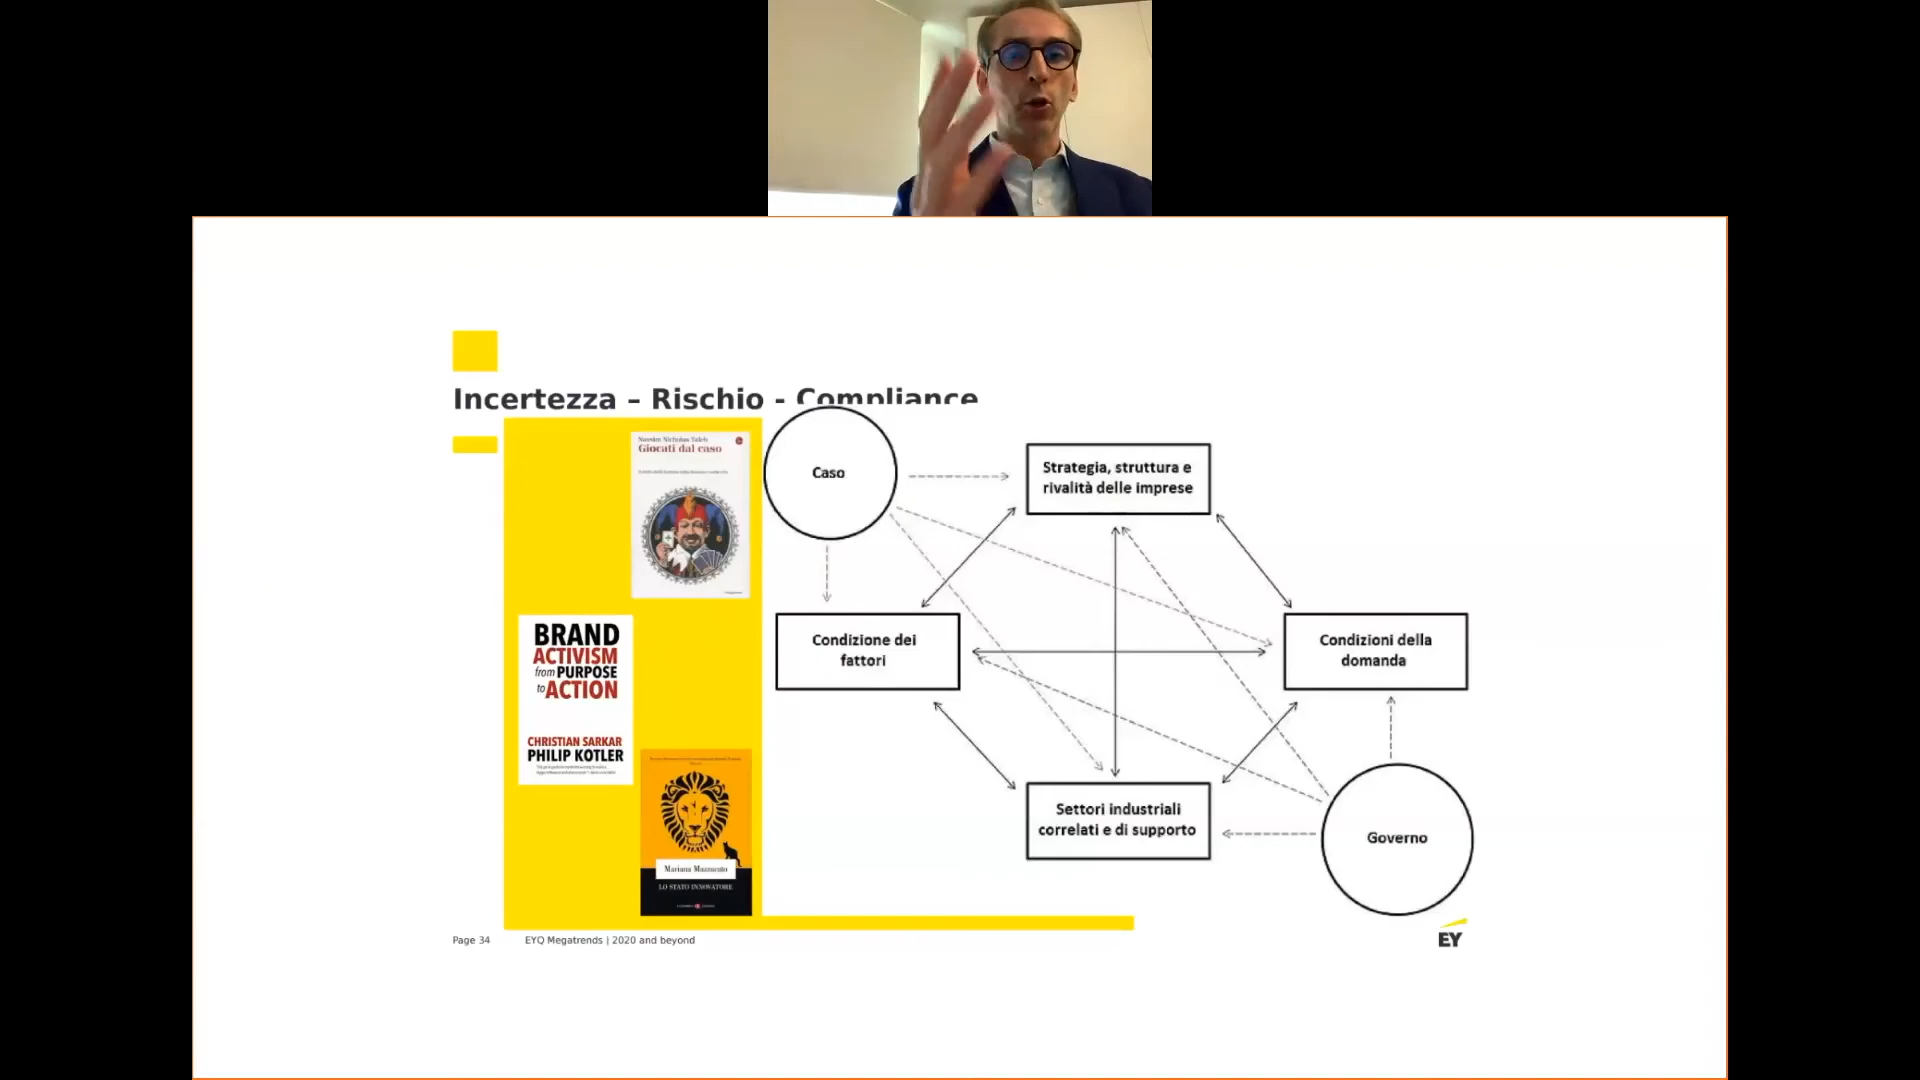 Incertezza – Rischio - Compliance
Nassim Nicholas Taleb
Giocati dal caso
BRAND
ACTIVISM
from PURPOSE
to ACTION
CHRISTIAN SARKAR
PHILIP KOTLER
Mariana Mazzucato
LO STATO INNOVATORE
Caso
Strategia, struttura e
rivalità delle imprese
Condizione dei
fattori
Condizioni della
domanda
Settori industriali
correlati e di supporto
Governo
Page 34
EYQ Megatrends | 2020 and beyond
EY